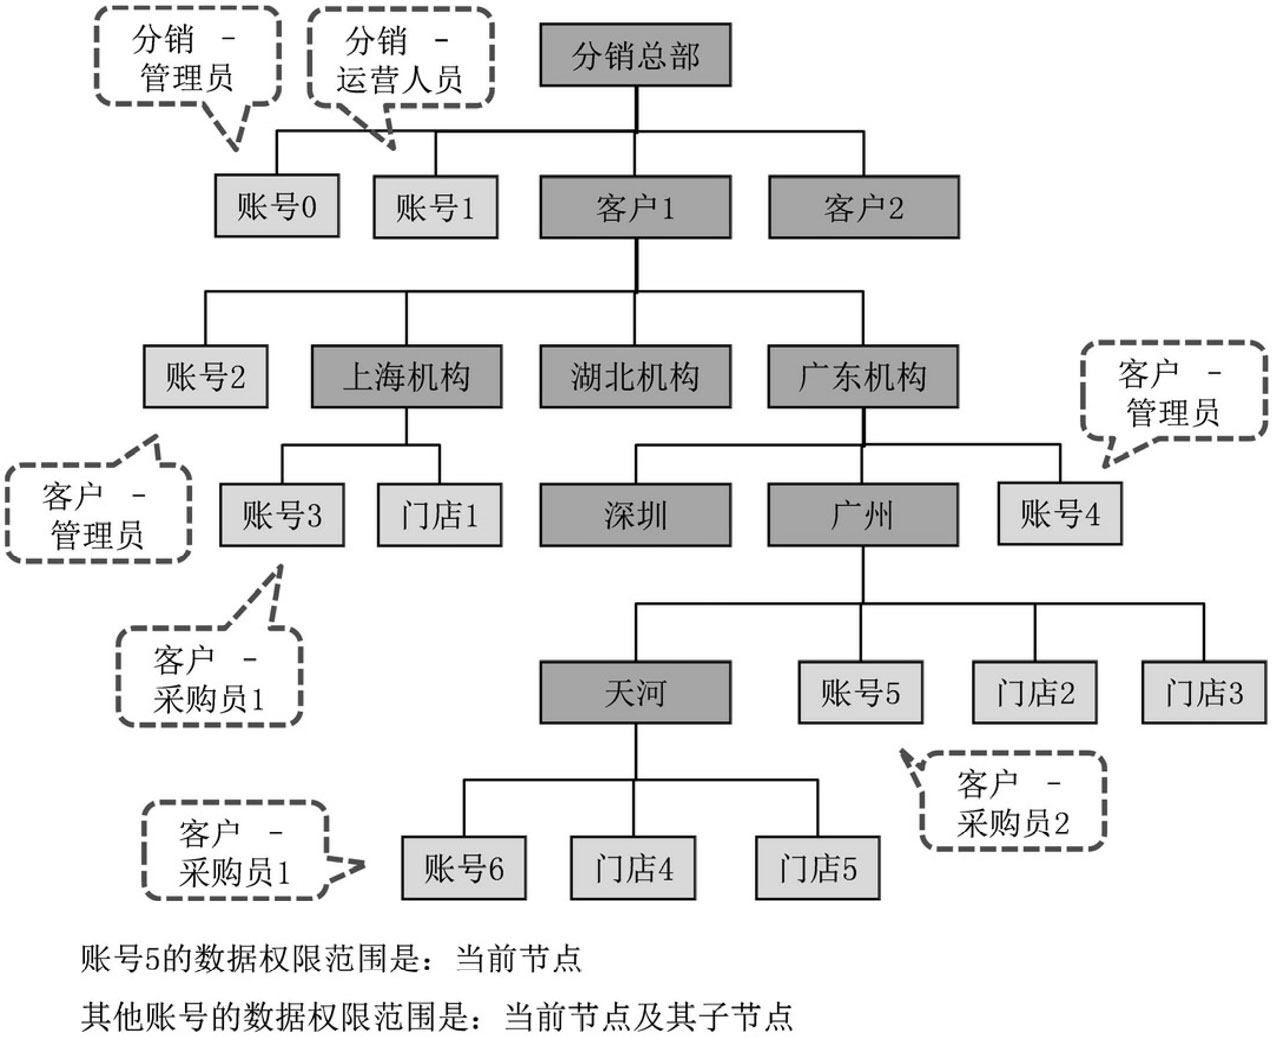 分销 -
管理员
分销 -
运营人员
分销总部
账号0
账号1
客户1
客户2
账号2
上海机构
湖北机构
广东机构
客户 -
管理员
客户 -
管理员
账号3
门店1
深圳
广州
账号4
客户 -
采购员1
天河
账号5
门店2
门店3
客户 -
采购员2
客户 -
采购员1
账号6
门店4
门店5
账号5的数据权限范围是：当前节点
其他账号的数据权限范围是：当前节点及其子节点